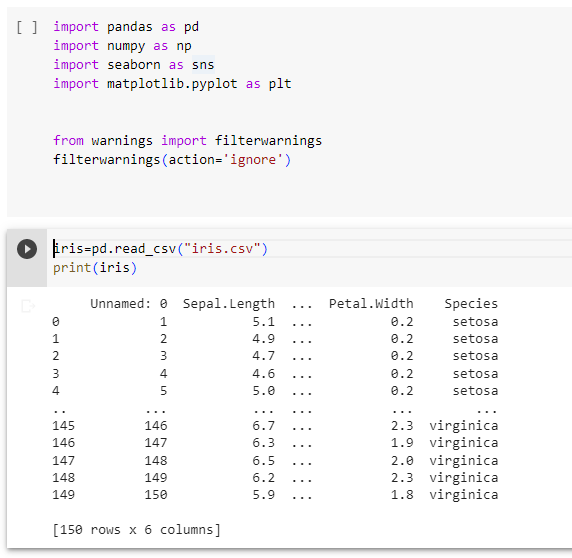 [ ] import pandas as pd
import numpy as np
import seaborn as sns
import matplotlib.pyplot as plt
from warnings import filterwarnings
filterwarnings(action='ignore')
iris=pd.read_csv("iris.csv")
print(iris)
Unnamed: 0 Sepal.Length ... Petal.Width Species
0 1 5.1 ... 0.2 setosa
1 2 4.9 ... 0.2 setosa
2 3 4.7 ... 0.2 setosa
3 4 4.6 ... 0.2 setosa
4 5 5.0 ... 0.2 setosa
.. ... ... ... ... ...
145 146 6.7 ... 2.3 virginica
146 147 6.3 ... 1.9 virginica
147 148 6.5 ... 2.0 virginica
148 149 6.2 ... 2.3 virginica
149 150 5.9 ... 1.8 virginica
[150 rows x 6 columns]